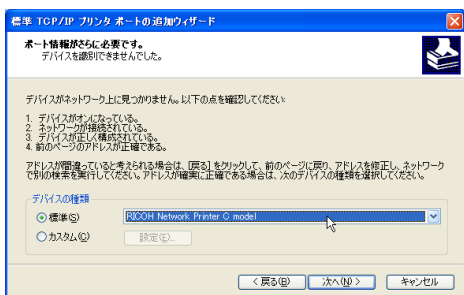 標準 TCP/IP プリンタ ポートの追加ウィザード
ポート情報がさらに必要です。
デバイスを識別できませんでした。
デバイスがネットワーク上に見つかりません。以下の点を確認してください:
1. デバイスがオンになっている。
2. ネットワークが接続されている。
3. デバイスが正しく構成されている。
4. 前のページのアドレスが正確である。
アドレスが間違っていると考えられる場合は、[戻る] をクリックして、前のページに戻り、アドレスを修正し、ネットワーク
で別の検索を実行してください。アドレスが確実に正確である場合は、次のデバイスの種類を選択してください。
デバイスの種類
標準(S) RICOH Network Printer C model
カスタム(C) 設定(E)...
< 戻る(B) 次へ(N) > キャンセル